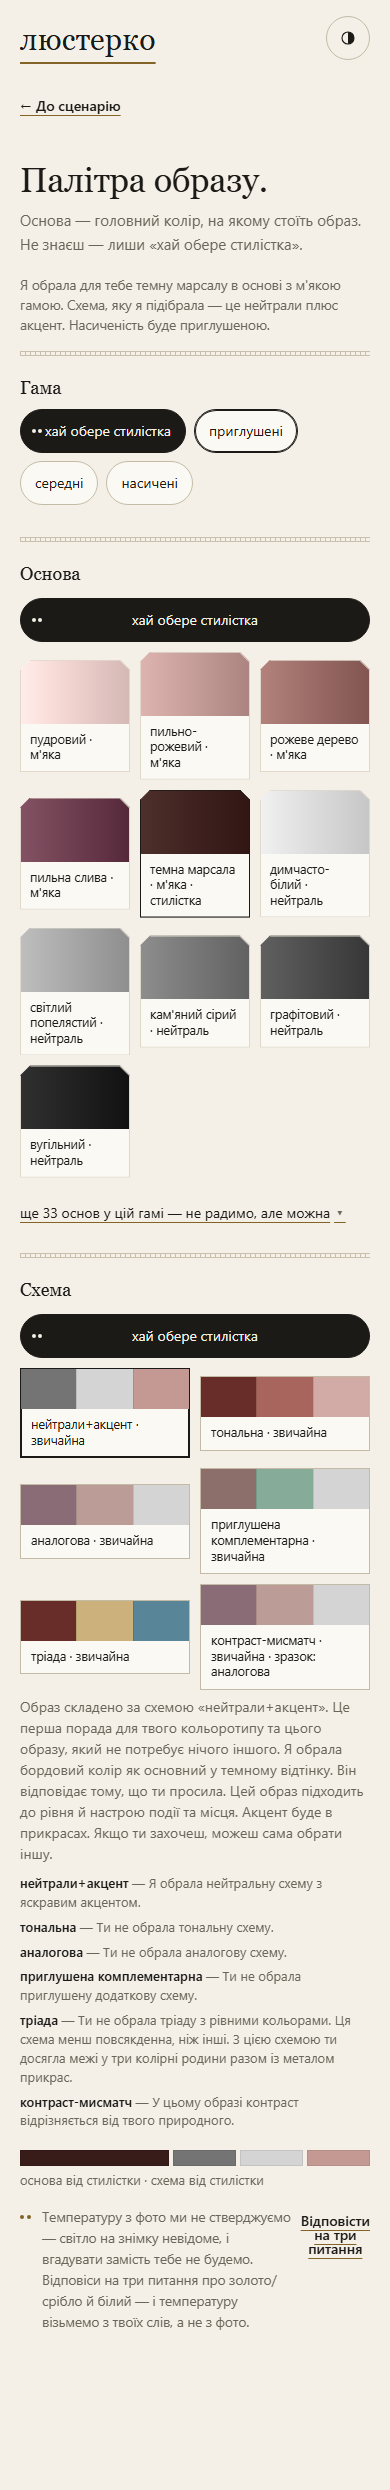 люстерко
← До сценарію
Палітра образу.
Основа — головний колір, на якому стоїть образ.
Не знаєш — лиши «хай обере стилістка».
Я обрала для тебе темну марсалу в основі з м'якою
гамою. Схема, яку я підібрала — це нейтрали плюс
акцент. Насиченість буде приглушеною.
Гама
хай обере стилістка
приглушені
середні
насичені
Основа
хай обере стилістка
пудровий ·
м'яка
пильно-
рожевий ·
м'яка
рожеве дерево
· м'яка
пильна слива ·
м'яка
темна марсала
· м'яка ·
стилістка
димчасто-
білий ·
нейтраль
світлий
попелястий ·
нейтраль
кам'яний сірий
· нейтраль
графітовий ·
нейтраль
вугільний ·
нейтраль
ще 33 основ у цій гамі — не радимо, але можна ▾
Схема
хай обере стилістка
нейтрали+акцент ·
звичайна
тональна · звичайна
аналогова · звичайна
приглушена
комплементарна ·
звичайна
тріада · звичайна
контраст-мисматч ·
звичайна · зразок:
аналогова
Образ складено за схемою «нейтрали+акцент». Це
перша порада для твого кольоротипу та цього
образу, який не потребує нічого іншого. Я обрала
бордовий колір як основний у темному відтінку. Він
відповідає тому, що ти просила. Цей образ підходить
до рівня й настрою події та місця. Акцент буде в
прикрасах. Якщо ти захочеш, можеш сама обрати
іншу.
нейтрали+акцент — Я обрала нейтральну схему з
яскравим акцентом.
тональна — Ти не обрала тональну схему.
аналогова — Ти не обрала аналогову схему.
приглушена комплементарна — Ти не обрала
приглушену додаткову схему.
тріада — Ти не обрала тріаду з рівними кольорами. Ця
схема менш повсякденна, ніж інші. З цією схемою ти
досягла межі у три колірні родини разом із металом
прикрас.
контраст-мисматч — У цьому образі контраст
відрізняється від твого природного.
основа від стилістки · схема від стилістки
Температуру з фото ми не стверджуємо
— світло на знімку невідоме, і
вгадувати замість тебе не будемо.
Відповіси на три питання про золото/
срібло й білий — і температуру
візьмемо з твоїх слів, а не з фото.
Відповісти
на три
питання